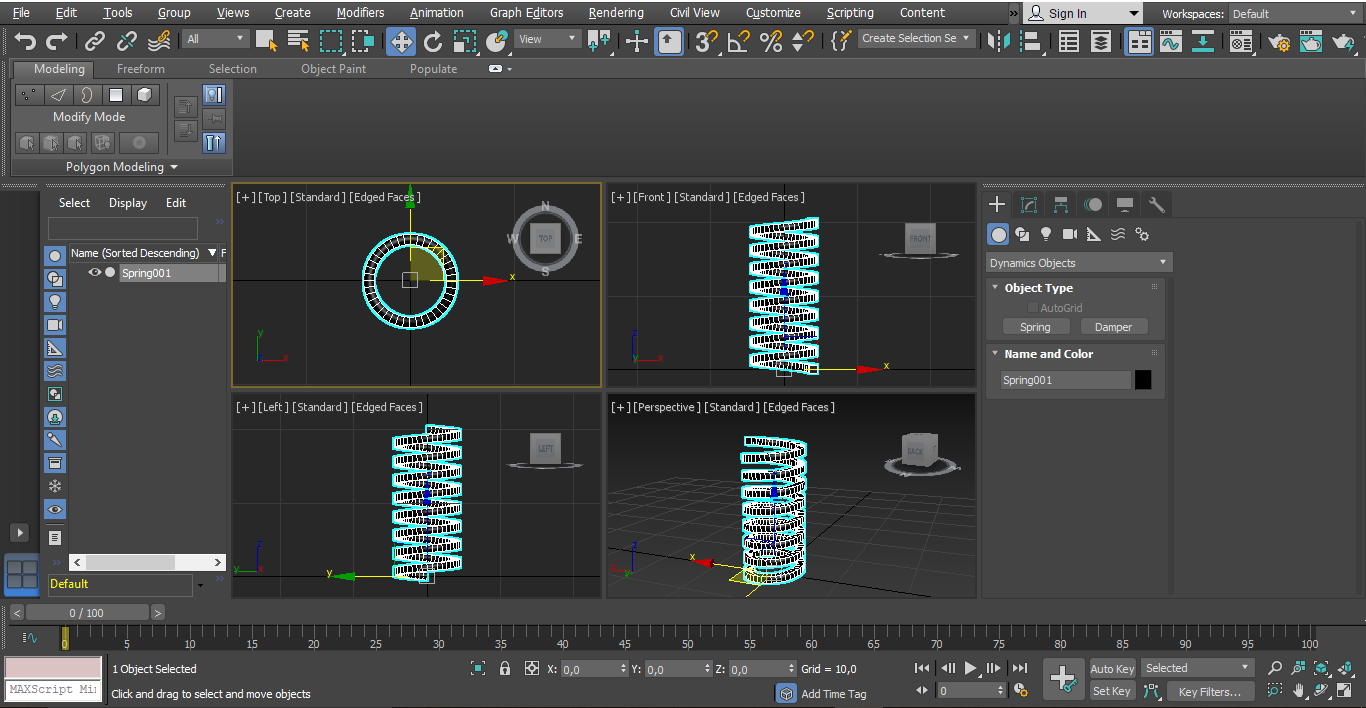 File Edit Tools Group Views Create Modifiers Animation Graph Editors Rendering Civil View Customize Scripting Content » Sign In Workspaces: Default
All View Create Selection Se
Modeling Freeform Selection Object Paint Populate
Modify Mode
Polygon Modeling
Select Display Edit
Name (Sorted Descending) F
Spring001
Default
[+] [Top ] [Standard ] [Edged Faces ]
N
W TOP E
S
x
y
x
[+] [Front ] [Standard ] [Edged Faces ]
FRONT
x
z
x
[+] [Left ] [Standard ] [Edged Faces ]
LEFT
y
z
y
[+] [Perspective ] [Standard ] [Edged Faces ]
BACK
x
z
y
Dynamics Objects
Object Type
AutoGrid
Spring Damper
Name and Color
Spring001
< 0 / 100 >
0 5 10 15 20 25 30 35 40 45 50 55 60 65 70 75 80 85 90 95 100
1 Object Selected
X: 0,0 Y: 0,0 Z: 0,0 Grid = 10,0
Auto Key Selected
MAXScript Mi
Click and drag to select and move objects
Add Time Tag
0
Set Key Key Filters...